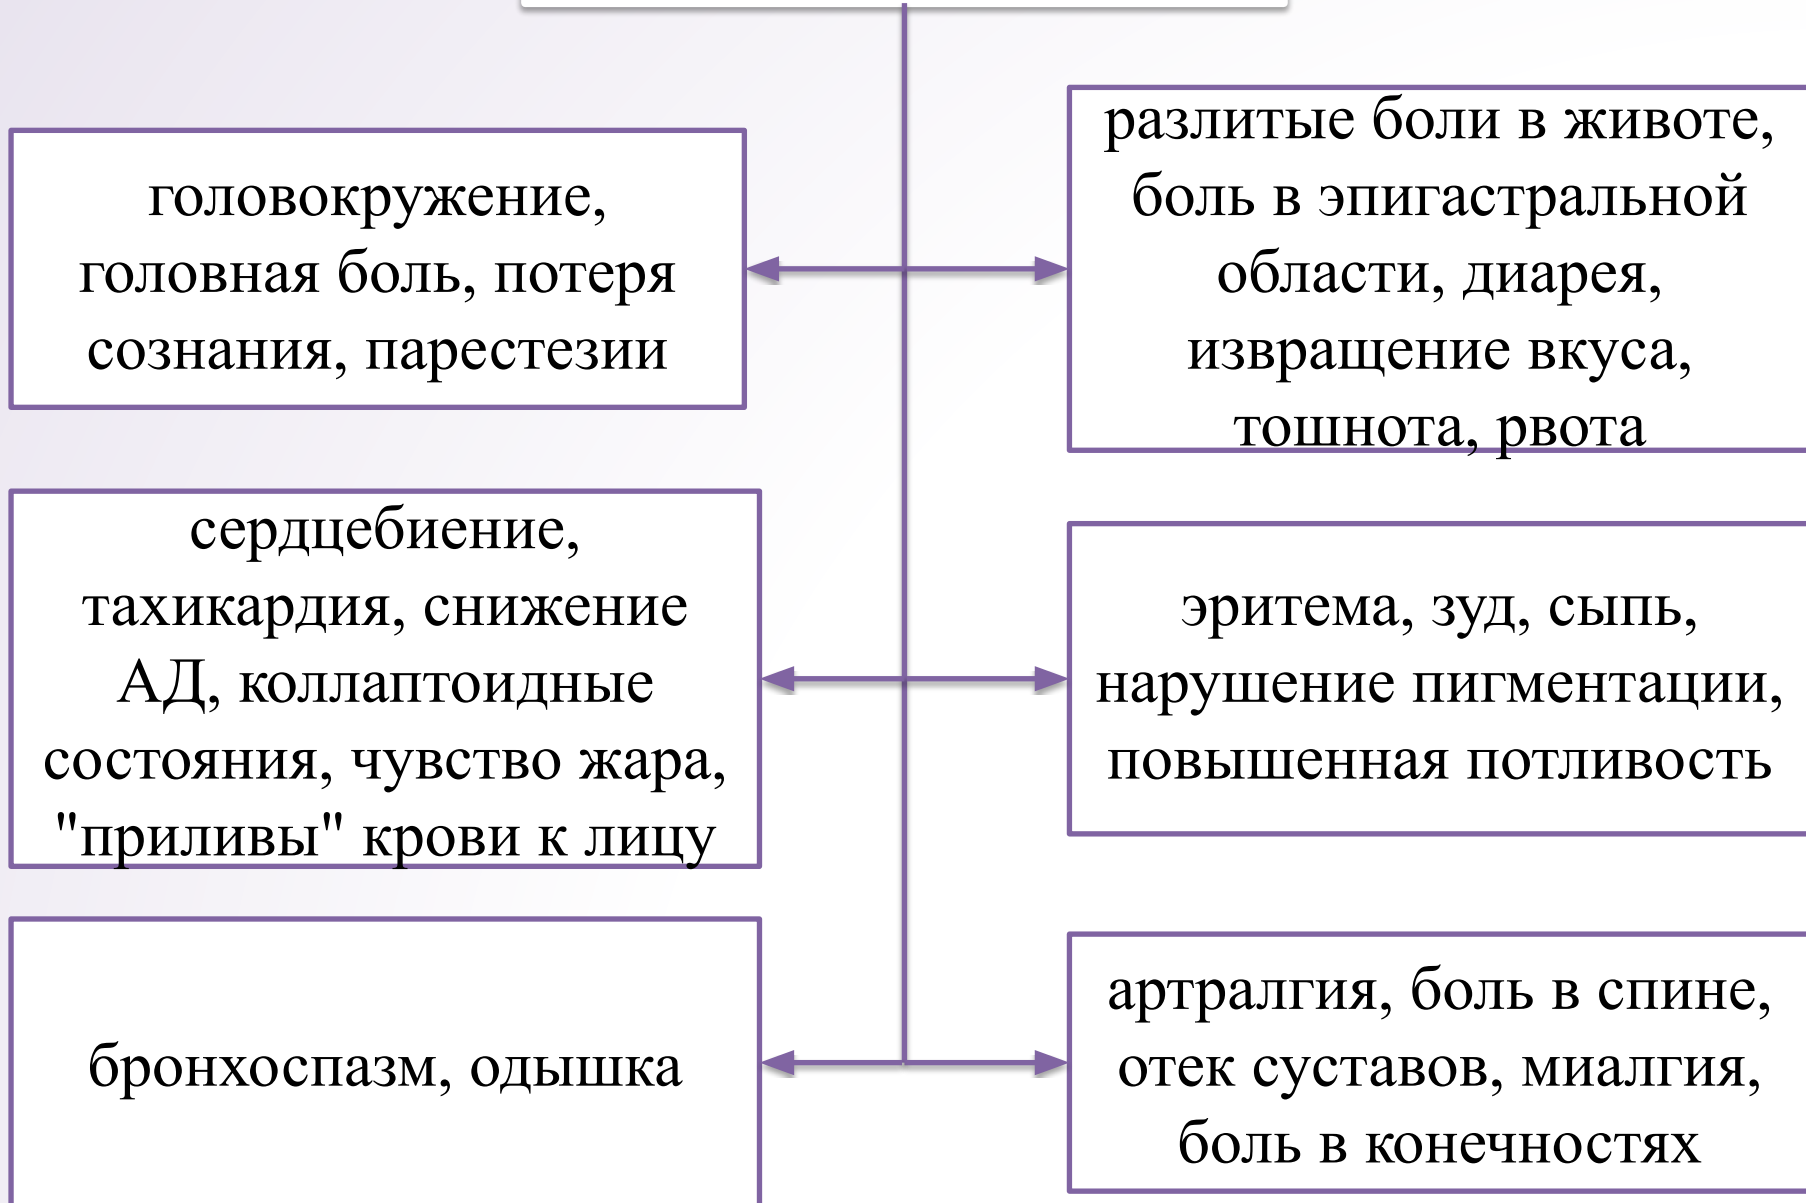 головокружение,
головная боль, потеря
сознания, парестезии
разлитые боли в животе,
боль в эпигастральной
области, диарея,
извращение вкуса,
тошнота, рвота
сердцебиение,
тахикардия, снижение
АД, коллаптоидные
состояния, чувство жара,
"приливы" крови к лицу
эритема, зуд, сыпь,
нарушение пигментации,
повышенная потливость
бронхоспазм, одышка
артралгия, боль в спине,
отек суставов, миалгия,
боль в конечностях